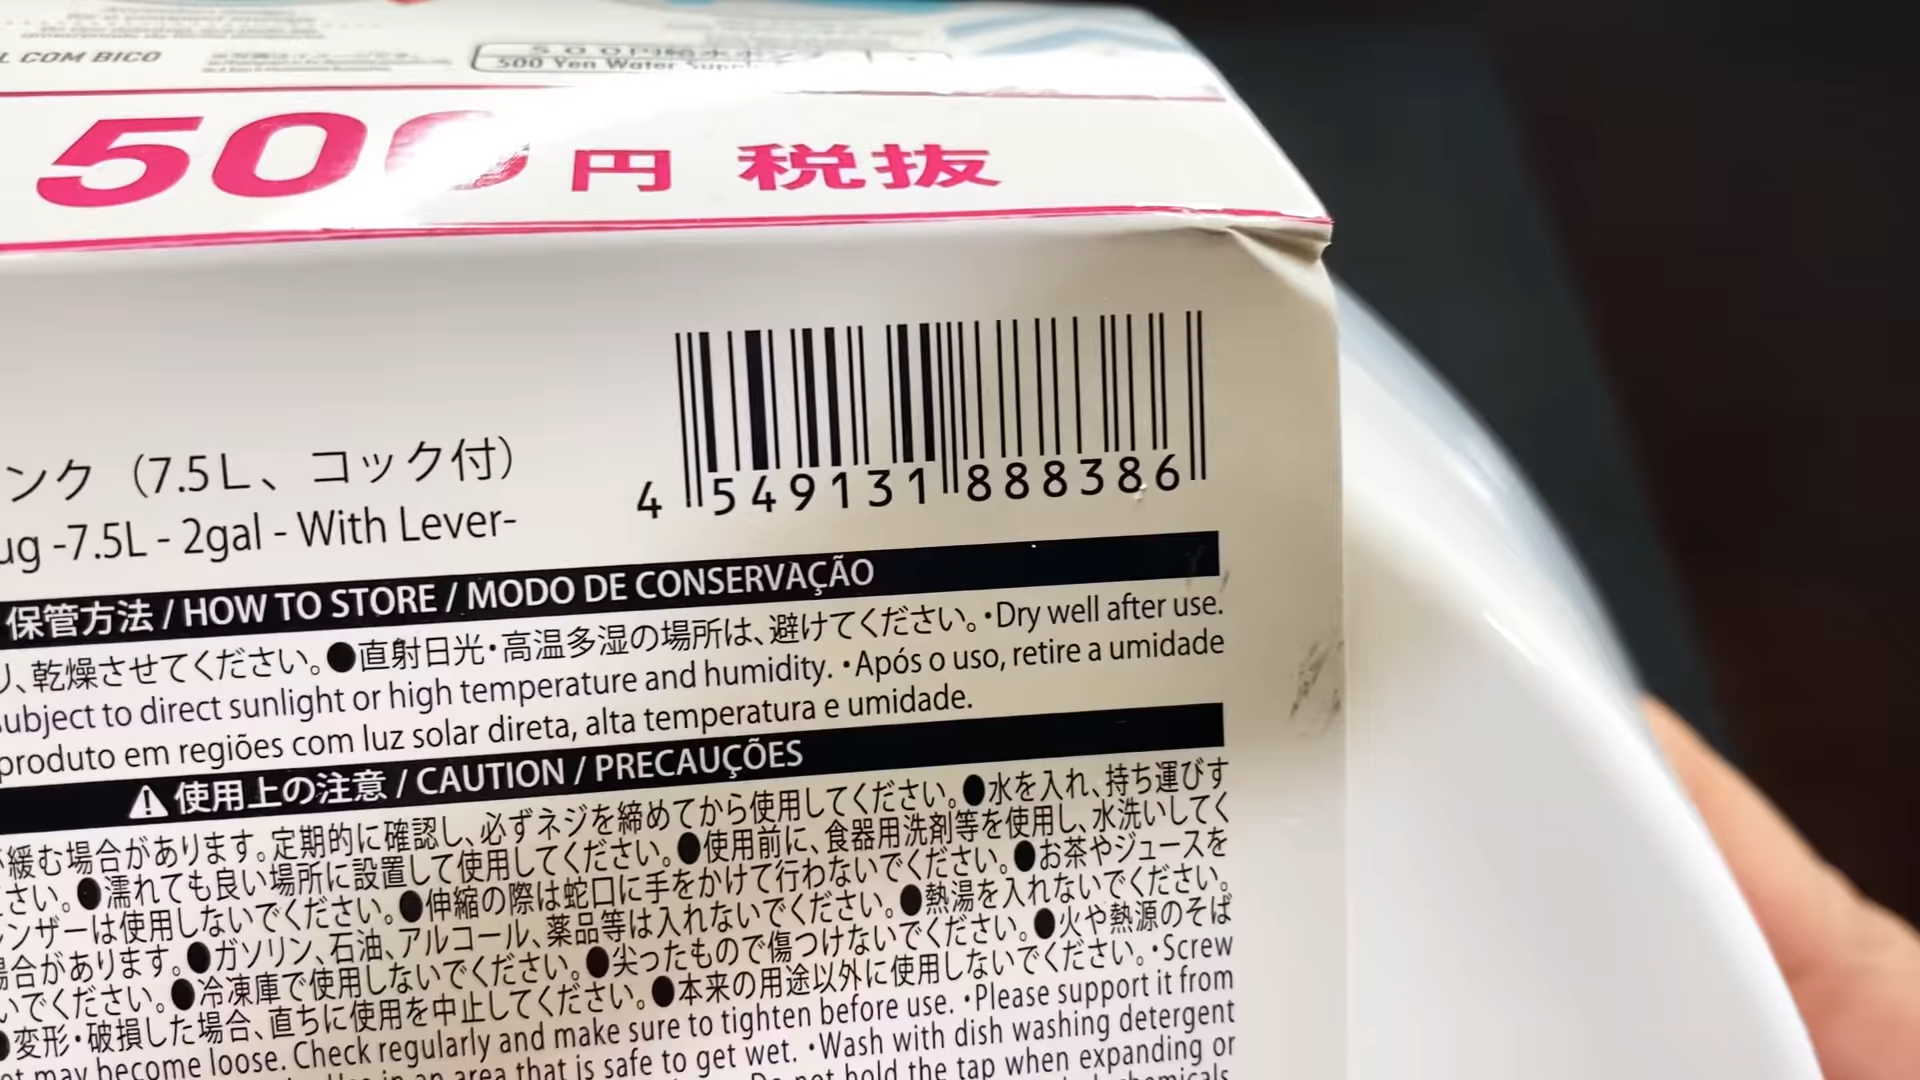 L COM BICO
500円給水タンク
500 Yen Water Supply
500円 税抜
ンク（7.5L、コック付）
ug -7.5L - 2gal - With Lever-
4 549131 888386
保管方法 / HOW TO STORE / MODO DE CONSERVAÇÃO
り、乾燥させてください。●直射日光・高温多湿の場所は、避けてください。・Dry well after use.
subject to direct sunlight or high temperature and humidity. ・Após o uso, retire a umidade
produto em regiões com luz solar direta, alta temperatura e umidade.
⚠ 使用上の注意 / CAUTION / PRECAUÇÕES
緩む場合があります。定期的に確認し、必ずネジを締めてから使用してください。●水を入れ、持ち運びす
さい。●濡れても良い場所に設置して使用してください。●使用前に、食器用洗剤等を使用し、水洗いしてく
ンザーは使用しないでください。●伸縮の際は蛇口に手をかけて行わないでください。●お茶やジュースを
場合があります。●ガソリン、石油、アルコール、薬品等は入れないでください。●熱湯を入れないでください。
いでください。●冷凍庫で使用しないでください。●尖ったもので傷つけないでください。●火や熱源のそば
●変形・破損した場合、直ちに使用を中止してください。●本来の用途以外に使用しないでください。・Screw
may become loose. Check regularly and make sure to tighten before use. ・Please support it from
in an area that is safe to get wet. ・Wash with dish washing detergent
not hold the tap when expanding or
chemicals